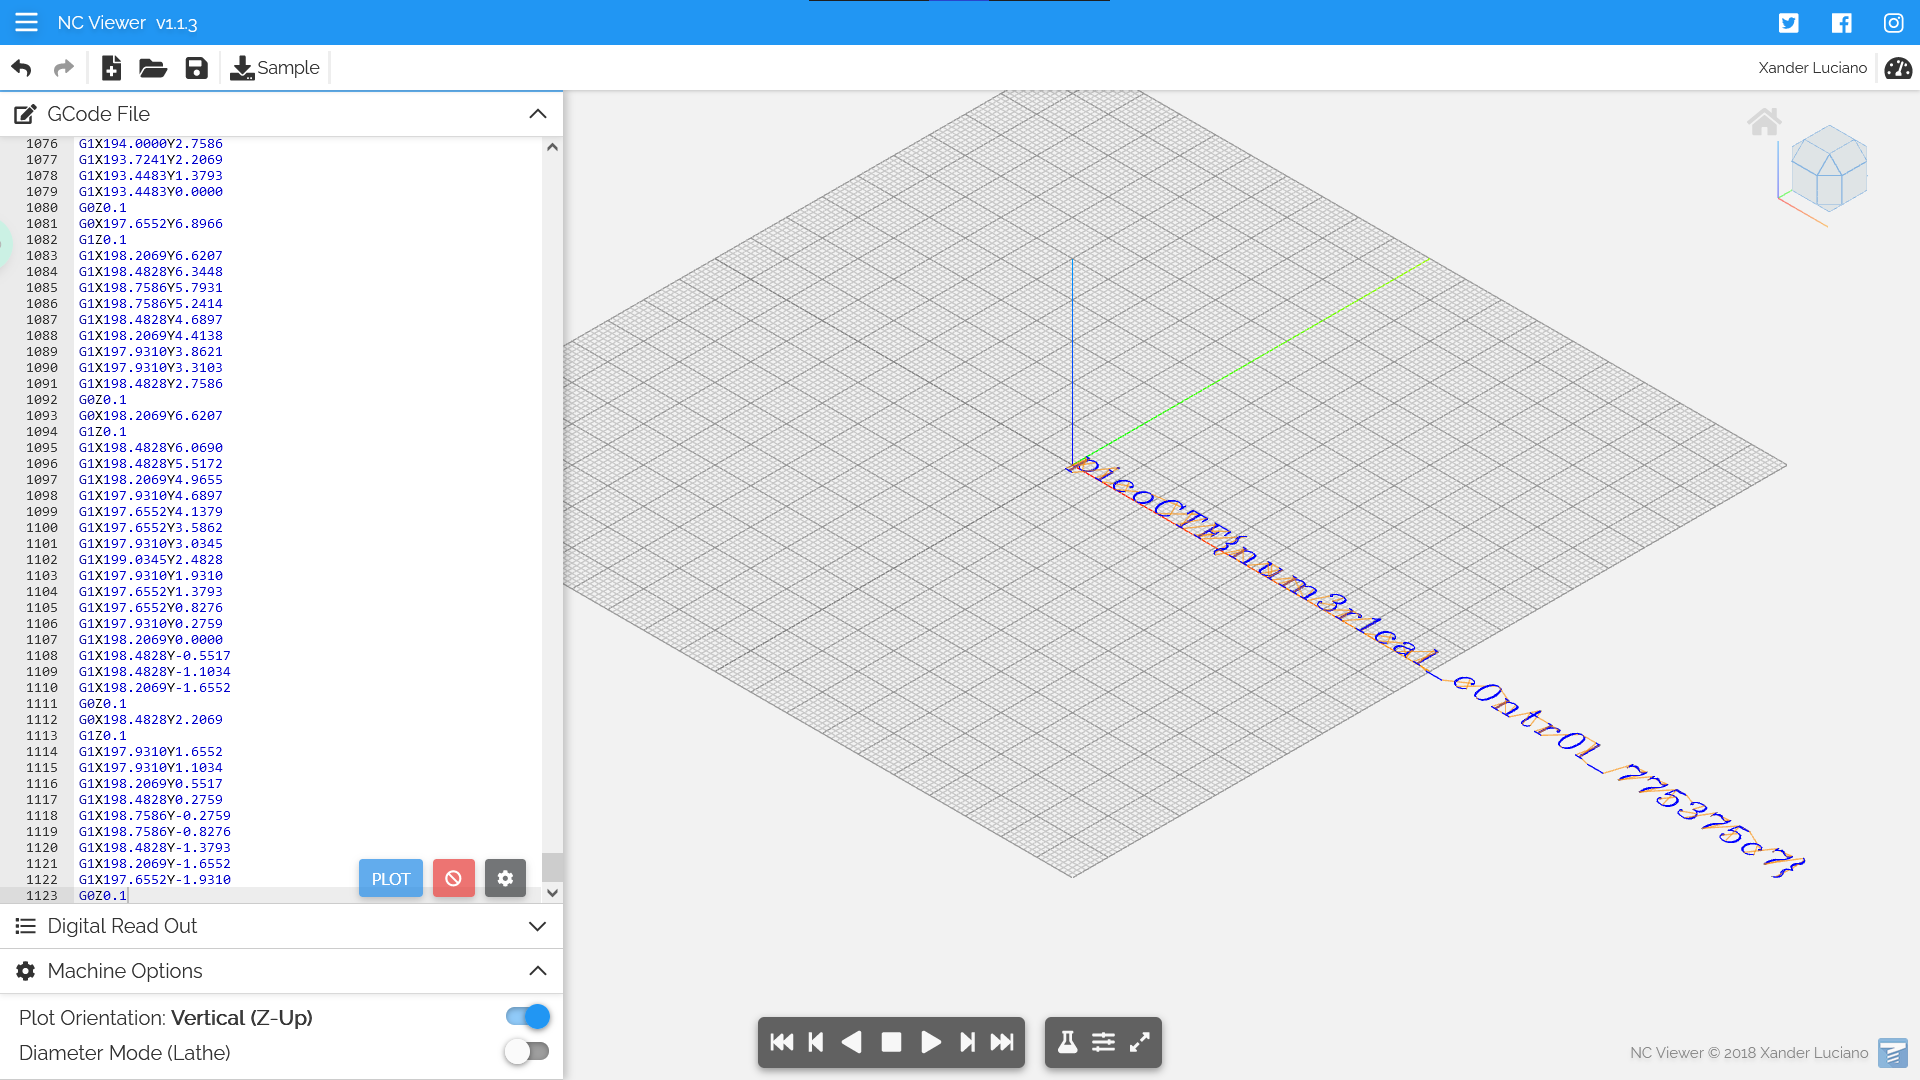 NC Viewer v1.1.3
Sample
Xander Luciano
GCode File
1076 G1X194.0000Y2.7586
1077 G1X193.7241Y2.2069
1078 G1X193.4483Y1.3793
1079 G1X193.4483Y0.0000
1080 G0Z0.1
1081 G0X197.6552Y6.8966
1082 G1Z0.1
1083 G1X198.2069Y6.6207
1084 G1X198.4828Y6.3448
1085 G1X198.7586Y5.7931
1086 G1X198.7586Y5.2414
1087 G1X198.4828Y4.6897
1088 G1X198.2069Y4.4138
1089 G1X197.9310Y3.8621
1090 G1X197.9310Y3.3103
1091 G1X198.4828Y2.7586
1092 G0Z0.1
1093 G0X198.2069Y6.6207
1094 G1Z0.1
1095 G1X198.4828Y6.0690
1096 G1X198.4828Y5.5172
1097 G1X198.2069Y4.9655
1098 G1X197.9310Y4.6897
1099 G1X197.6552Y4.1379
1100 G1X197.6552Y3.5862
1101 G1X197.9310Y3.0345
1102 G1X199.0345Y2.4828
1103 G1X197.9310Y1.9310
1104 G1X197.6552Y1.3793
1105 G1X197.6552Y0.8276
1106 G1X197.9310Y0.2759
1107 G1X198.2069Y0.0000
1108 G1X198.4828Y-0.5517
1109 G1X198.4828Y-1.1034
1110 G1X198.2069Y-1.6552
1111 G0Z0.1
1112 G0X198.4828Y2.2069
1113 G1Z0.1
1114 G1X197.9310Y1.6552
1115 G1X197.9310Y1.1034
1116 G1X198.2069Y0.5517
1117 G1X198.4828Y0.2759
1118 G1X198.7586Y-0.2759
1119 G1X198.7586Y-0.8276
1120 G1X198.4828Y-1.3793
1121 G1X198.2069Y-1.6552
1122 G1X197.6552Y-1.9310
1123 G0Z0.1
PLOT
picoCTF{num3r1cal_c0ntr0l_775375c7}
Digital Read Out
Machine Options
Plot Orientation: Vertical (Z-Up)
Diameter Mode (Lathe)
NC Viewer © 2018 Xander Luciano